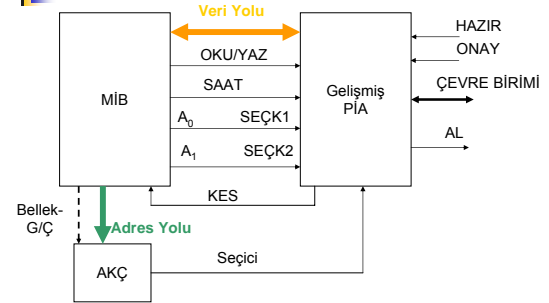 Veri Yolu
HAZIR
OKU/YAZ
ONAY
SAAT
ÇEVRE BİRİMİ
MİB
Gelişmiş
PİA
A0 SEÇK1
AL
A1 SEÇK2
KES
Bellek-
G/Ç
Adres Yolu
Seçici
AKÇ